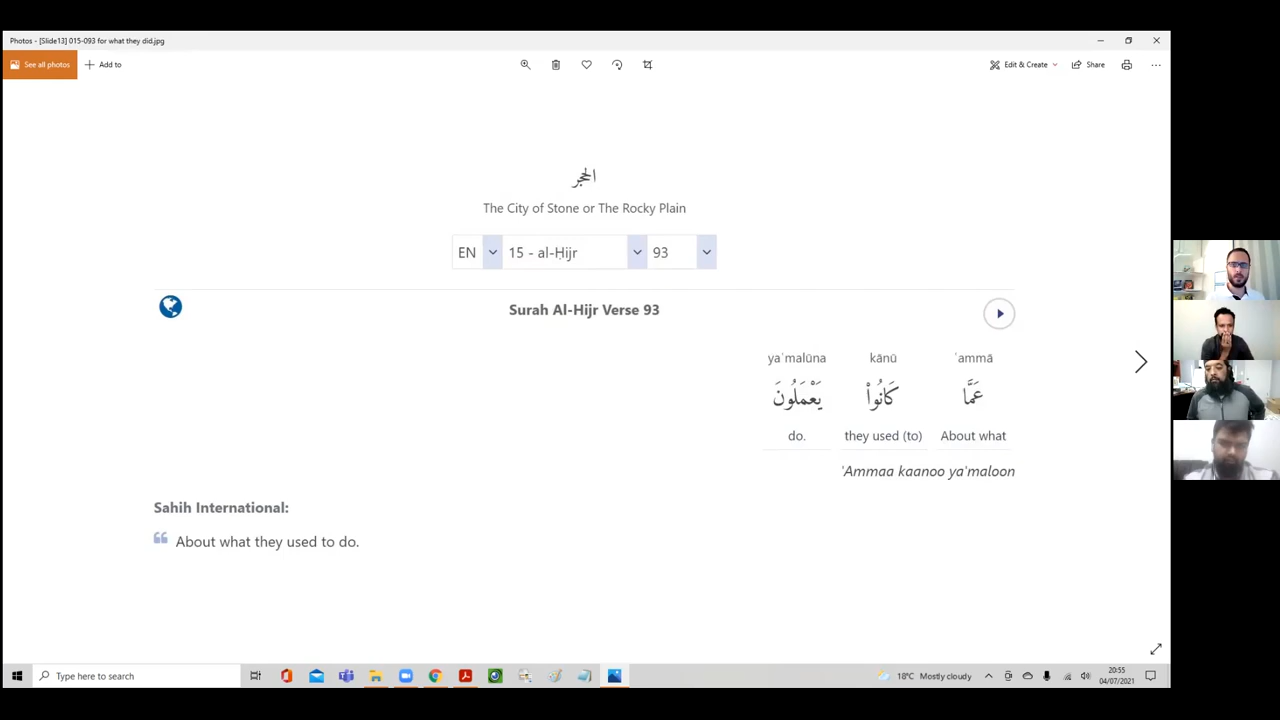 Photos - [Slide13] 015-093 for what they did.jpg
See all photos
Add to
Edit & Create
Share
الحجر
The City of Stone or The Rocky Plain
EN
15 - al-Ḥijr
93
Surah Al-Hijr Verse 93
ʿammā kānū yaʿmalūna
عَمَّا كَانُوا۟ يَعْمَلُونَ
About what they used (to) do.
'Ammaa kaanoo ya'maloon
Sahih International:
About what they used to do.
Type here to search
18°C Mostly cloudy
20:55
04/07/2021